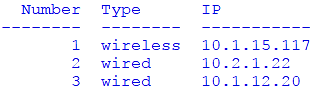 Number  Type      IP
--------  --------  -----------
       1  wireless  10.1.15.117
       2  wired     10.2.1.22
       3  wired     10.1.12.20